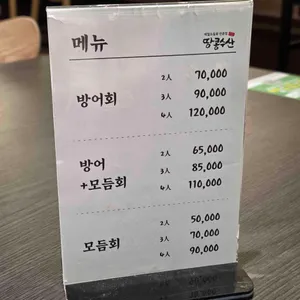 메뉴
땅콩수산
2人 70,000
방어회 3人 90,000
4人 120,000
2人 65,000
방어 3人 85,000
+모듬회 4人 110,000
2人 50,000
모듬회 3人 70,000
4人 90,000